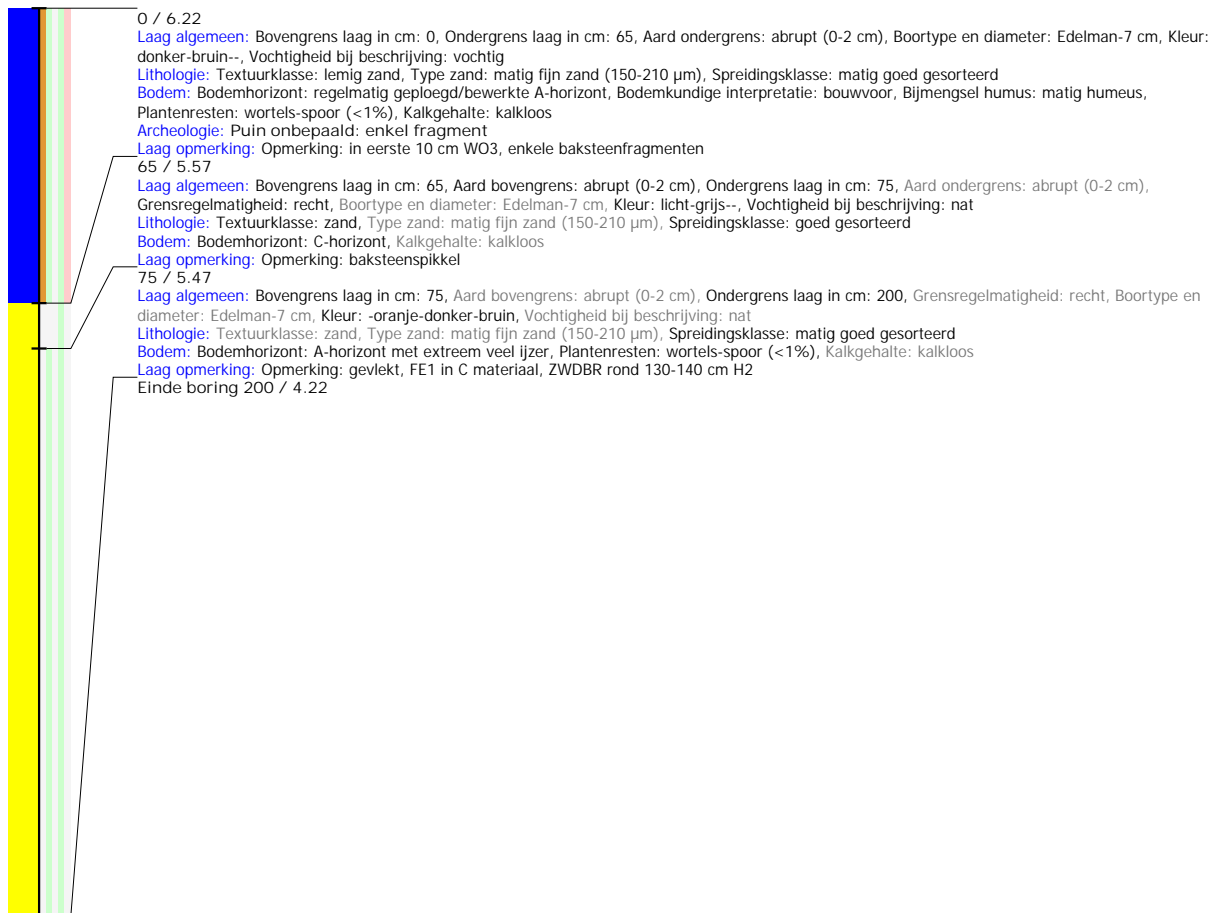 0 / 6.22
Laag algemeen: Bovengrens laag in cm: 0, Ondergrens laag in cm: 65, Aard ondergrens: abrupt (0-2 cm), Boortype en diameter: Edelman-7 cm, Kleur:
donker-bruin--, Vochtigheid bij beschrijving: vochtig
Lithologie: Textuurklasse: lemig zand, Type zand: matig fijn zand (150-210 µm), Spreidingsklasse: matig goed gesorteerd
Bodem: Bodemhorizont: regelmatig geploegd/bewerkte A-horizont, Bodemkundige interpretatie: bouwvoor, Bijmengsel humus: matig humeus,
Plantenresten: wortels-spoor (<1%), Kalkgehalte: kalkloos
Archeologie: Puin onbepaald: enkel fragment
Laag opmerking: Opmerking: in eerste 10 cm WO3, enkele baksteenfragmenten
65 / 5.57
Laag algemeen: Bovengrens laag in cm: 65, Aard bovengrens: abrupt (0-2 cm), Ondergrens laag in cm: 75, Aard ondergrens: abrupt (0-2 cm),
Grensregelmatigheid: recht, Boortype en diameter: Edelman-7 cm, Kleur: licht-grijs--, Vochtigheid bij beschrijving: nat
Lithologie: Textuurklasse: zand, Type zand: matig fijn zand (150-210 µm), Spreidingsklasse: goed gesorteerd
Bodem: Bodemhorizont: C-horizont, Kalkgehalte: kalkloos
Laag opmerking: Opmerking: baksteenspikkel
75 / 5.47
Laag algemeen: Bovengrens laag in cm: 75, Aard bovengrens: abrupt (0-2 cm), Ondergrens laag in cm: 200, Grensregelmatigheid: recht, Boortype en
diameter: Edelman-7 cm, Kleur: -oranje-donker-bruin, Vochtigheid bij beschrijving: nat
Lithologie: Textuurklasse: zand, Type zand: matig fijn zand (150-210 µm), Spreidingsklasse: matig goed gesorteerd
Bodem: Bodemhorizont: A-horizont met extreem veel ijzer, Plantenresten: wortels-spoor (<1%), Kalkgehalte: kalkloos
Laag opmerking: Opmerking: gevlekt, FE1 in C materiaal, ZWDBR rond 130-140 cm H2
Einde boring 200 / 4.22